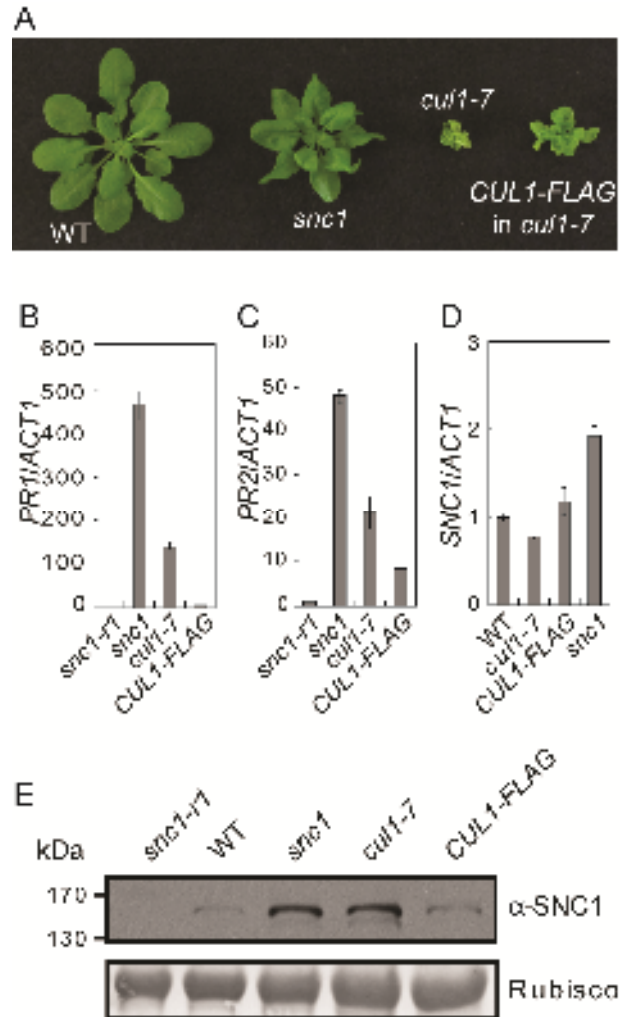 A
WT
snc1
cul1-7
CUL1-FLAG
in cul1-7
B
PR1/ACT1
600
500
400
300
200
100
0
snc1-r1
snc1
cul1-7
CUL1-FLAG
C
PR2/ACT1
60
50
40
30
20
10
0
snc1-r1
snc1
cul1-7
CUL1-FLAG
D
SNC1/ACT1
3
2
1
0
WT
cul1-7
CUL1-FLAG
snc1
E
kDa
snc1-r1
WT
snc1
cul1-7
CUL1-FLAG
170
130
α-SNC1
Rubisco